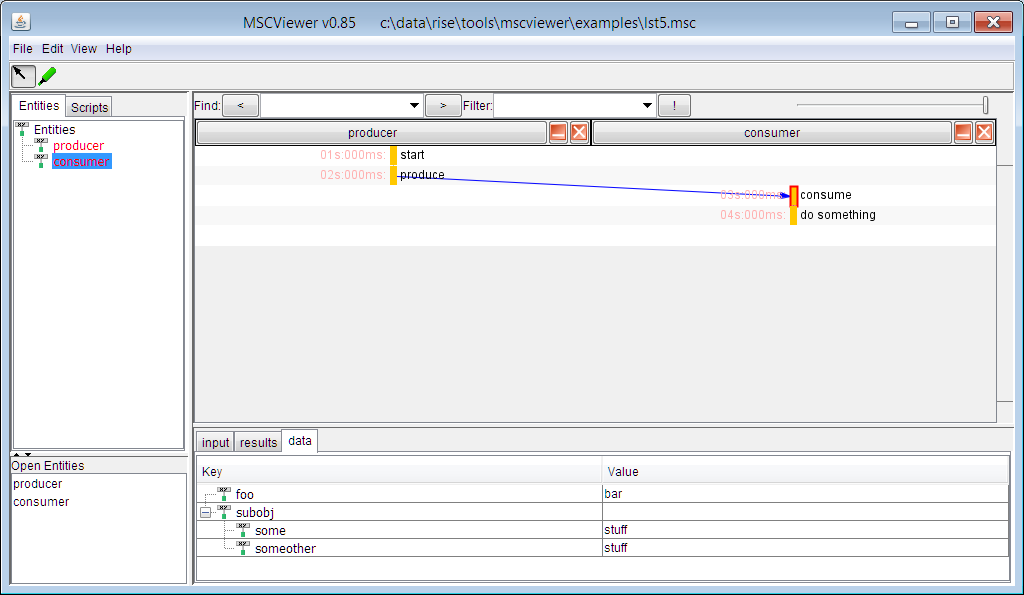 MSCViewer v0.85 c:\data\rise\tools\mscviewer\examples\lst5.msc
File Edit View Help
Entities Scripts
Entities
producer
consumer
Find: < > Filter: !
producer consumer
01s:000ms: start
02s:000ms: produce
03s:000ms: consume
04s:000ms: do something
Open Entities
producer
consumer
input results data
Key Value
foo bar
subobj
some stuff
someother stuff